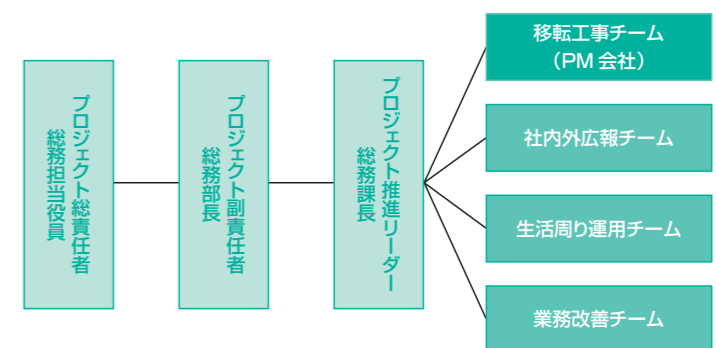 プロジェクト総責任者
総務担当役員
プロジェクト副責任者
総務部長
プロジェクト推進リーダー
総務課長
移転工事チーム
（PM 会社）
社内外広報チーム
生活周り運用チーム
業務改善チーム